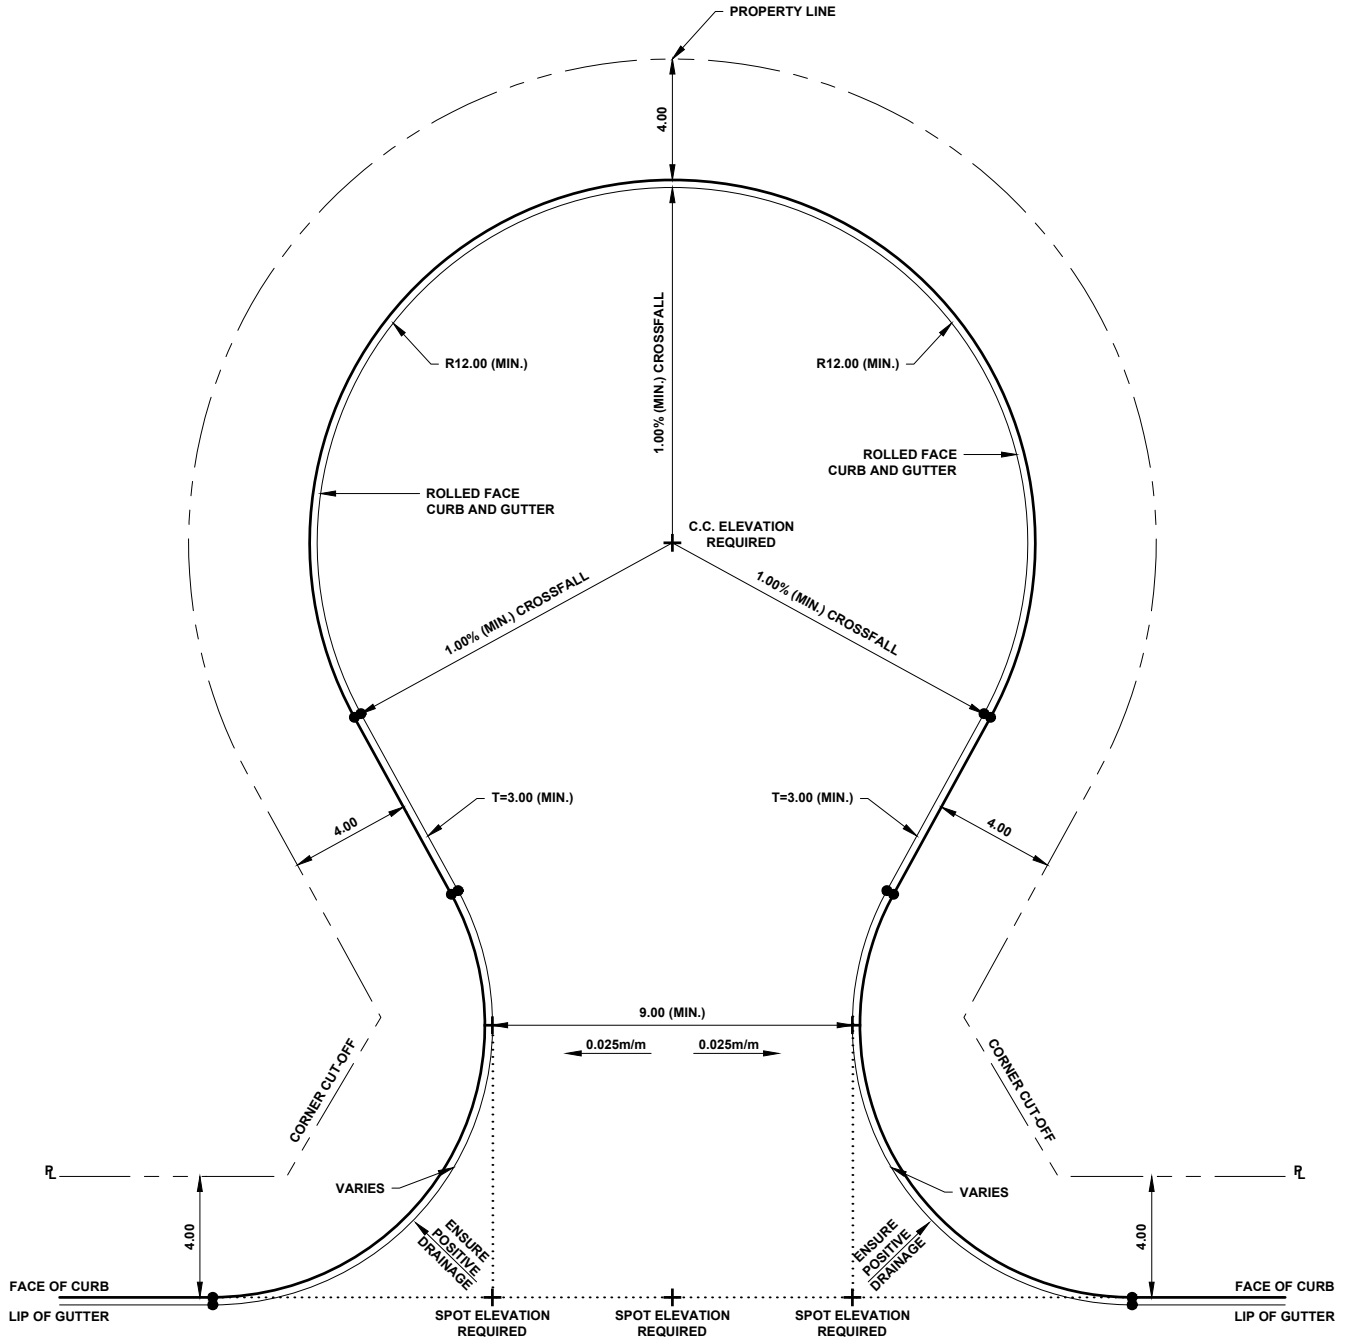 PROPERTY LINE
4.00
1.00% (MIN.) CROSSFALL
R12.00 (MIN.)
R12.00 (MIN.)
ROLLED FACE
CURB AND GUTTER
ROLLED FACE
CURB AND GUTTER
C.C. ELEVATION
REQUIRED
1.00% (MIN.) CROSSFALL
1.00% (MIN.) CROSSFALL
T=3.00 (MIN.)
T=3.00 (MIN.)
4.00
4.00
9.00 (MIN.)
0.025m/m
0.025m/m
CORNER CUT-OFF
CORNER CUT-OFF
PL
PL
VARIES
VARIES
4.00
4.00
ENSURE
POSITIVE
DRAINAGE
ENSURE
POSITIVE
DRAINAGE
FACE OF CURB
LIP OF GUTTER
FACE OF CURB
LIP OF GUTTER
SPOT ELEVATION
REQUIRED
SPOT ELEVATION
REQUIRED
SPOT ELEVATION
REQUIRED